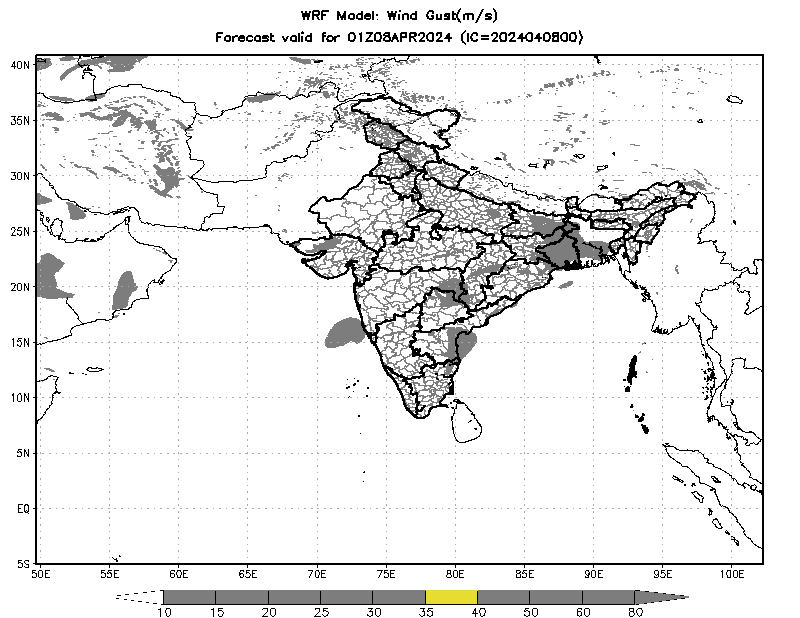 WRF Model: Wind Gust(m/s)
Forecast valid for 01Z08APR2024 (IC=2024040800)
40N
35N
30N
25N
20N
15N
10N
5N
EQ
5S
50E 55E 60E 65E 70E 75E 80E 85E 90E 95E 100E
10 15 20 25 30 35 40 50 60 80